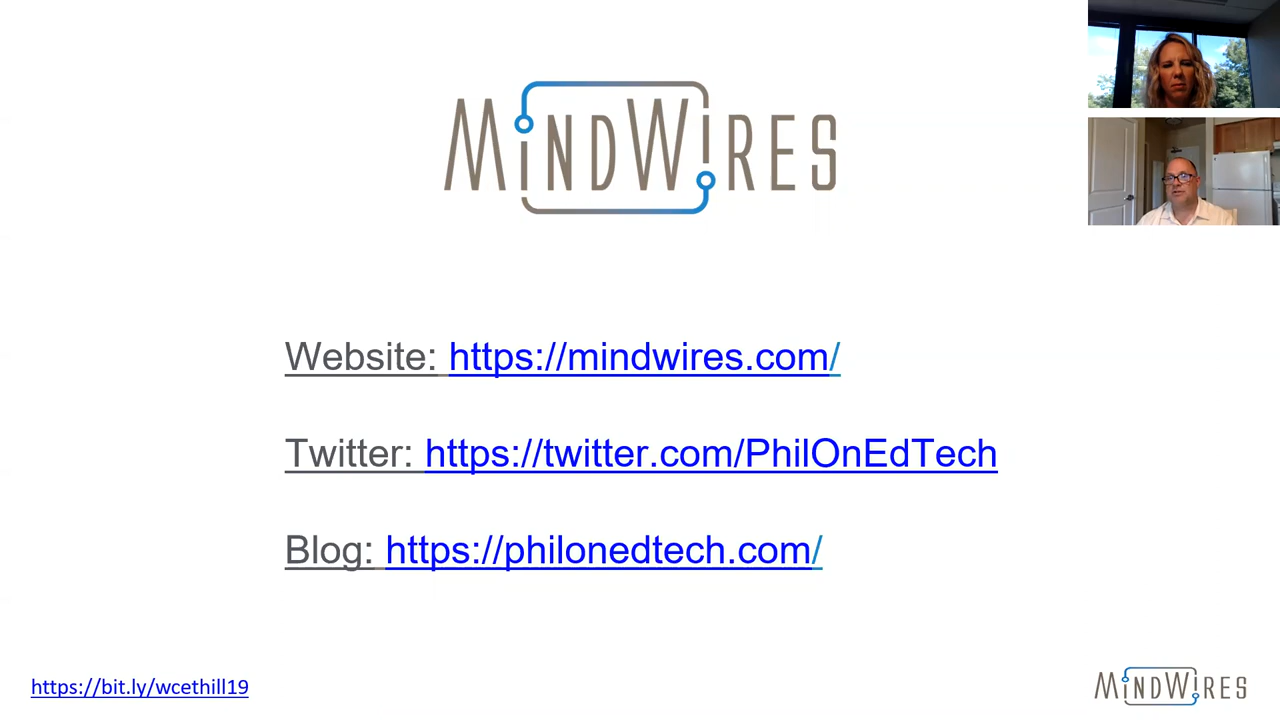 MINDWIRES
Website: https://mindwires.com/
Twitter: https://twitter.com/PhilOnEdTech
Blog: https://philonedtech.com/
https://bit.ly/wcethill19
MINDWIRES